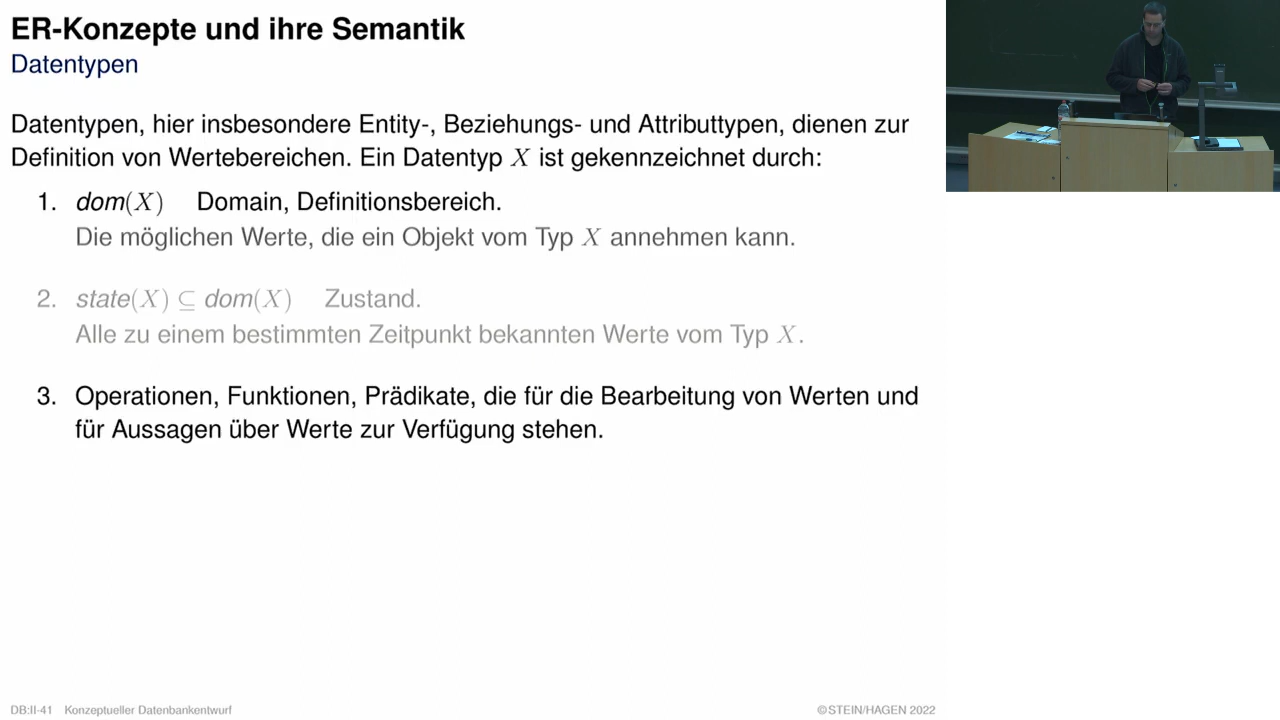 ER-Konzepte und ihre Semantik
Datentypen
Datentypen, hier insbesondere Entity-, Beziehungs- und Attributtypen, dienen zur
Definition von Wertebereichen. Ein Datentyp X ist gekennzeichnet durch:
1. dom(X) Domain, Definitionsbereich.
Die möglichen Werte, die ein Objekt vom Typ X annehmen kann.
2. state(X) ⊆ dom(X) Zustand.
Alle zu einem bestimmten Zeitpunkt bekannten Werte vom Typ X.
3. Operationen, Funktionen, Prädikate, die für die Bearbeitung von Werten und
für Aussagen über Werte zur Verfügung stehen.
DB:II-41 Konzeptueller Datenbankentwurf
©STEIN/HAGEN 2022